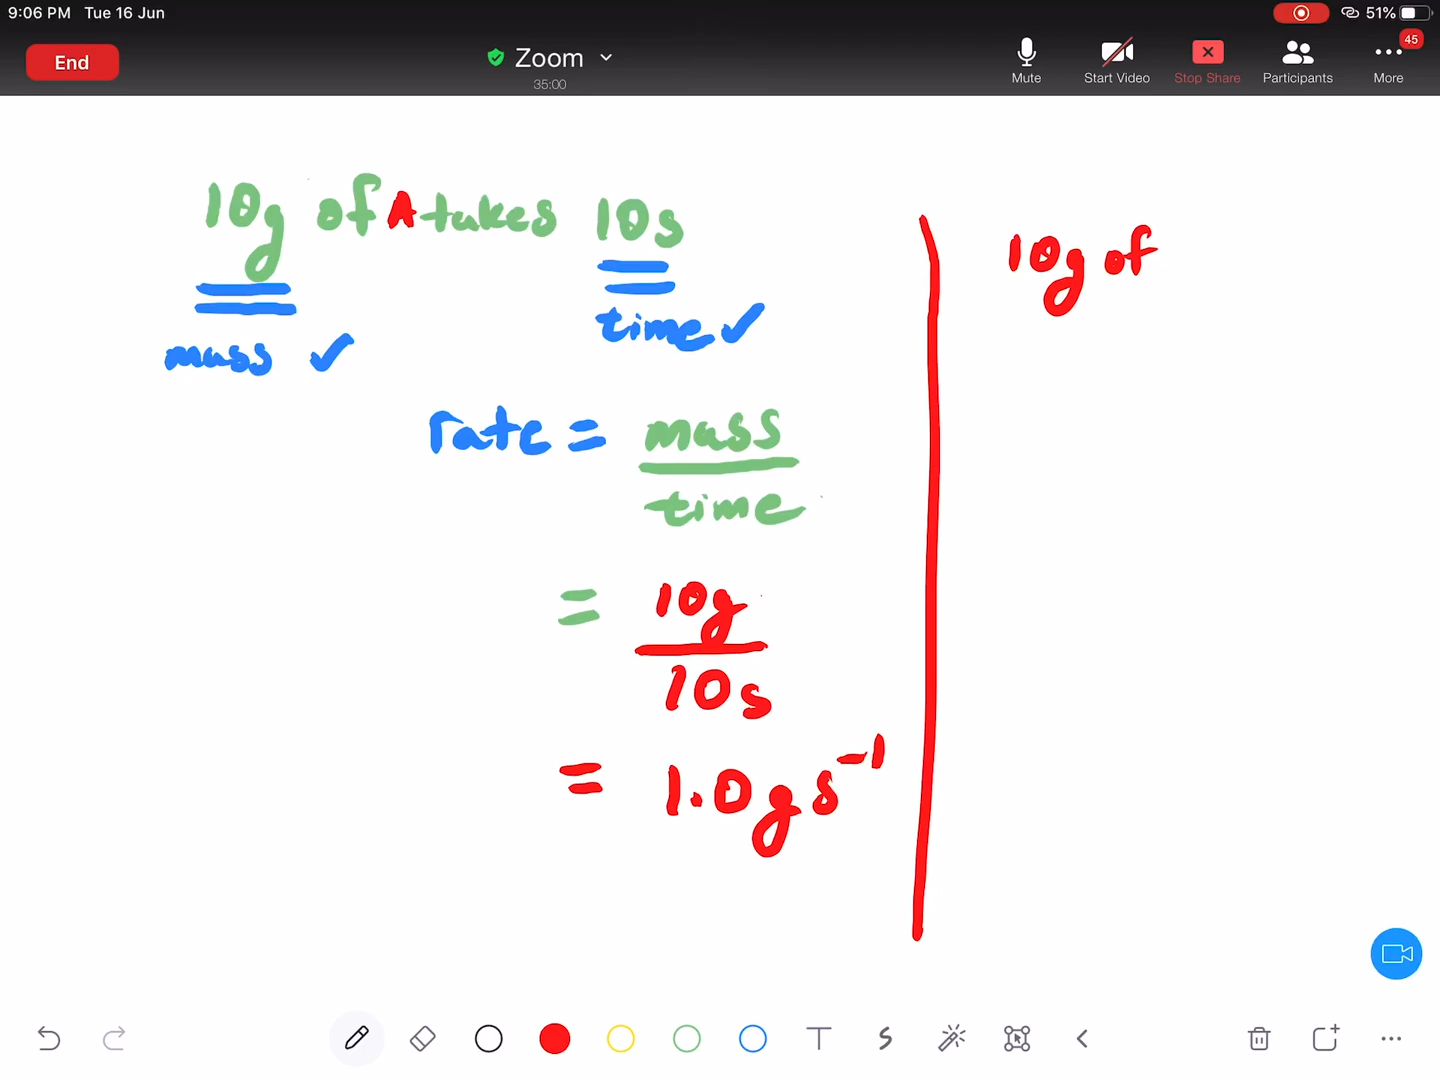 9:06 PM Tue 16 Jun
51%
End
Zoom
35:00
Mute
Start Video
Stop Share
Participants
More
45
10g of A takes 10s
mass ✓
time ✓
rate = mass
time
= 10g
10s
= 1.0 g s⁻¹
10g of
T